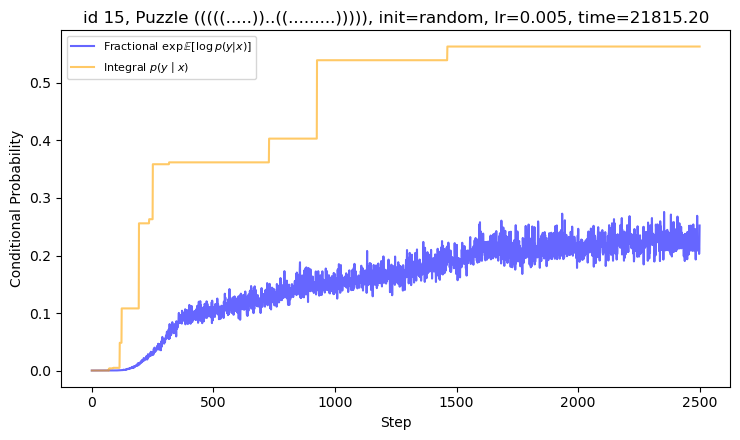 id 15, Puzzle (((((.....))..((.........))))), init=random, lr=0.005, time=21815.20
Fractional exp𝔼[log p(y|x)]
Integral p(y | x)
Conditional Probability
0.5
0.4
0.3
0.2
0.1
0.0
0 500 1000 1500 2000 2500
Step